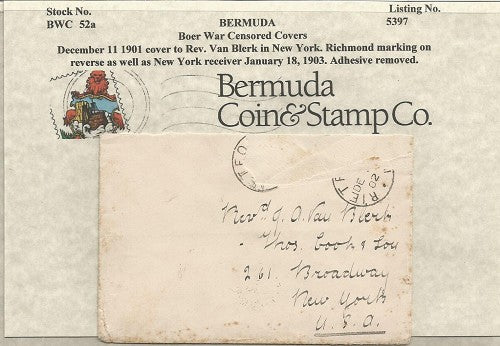 Stock No.
BWC 52a
BERMUDA
Listing No.
5397
Boer War Censored Covers
December 11 1901 cover to Rev. Van Blerk in New York. Richmond marking on
reverse as well as New York receiver January 18, 1903. Adhesive removed.
Bermuda
Coin&Stamp Co.
DE
02
Revd J. O. Van Blerk
Thos. Cook & Son
261. Broadway
New York
U.S.A.